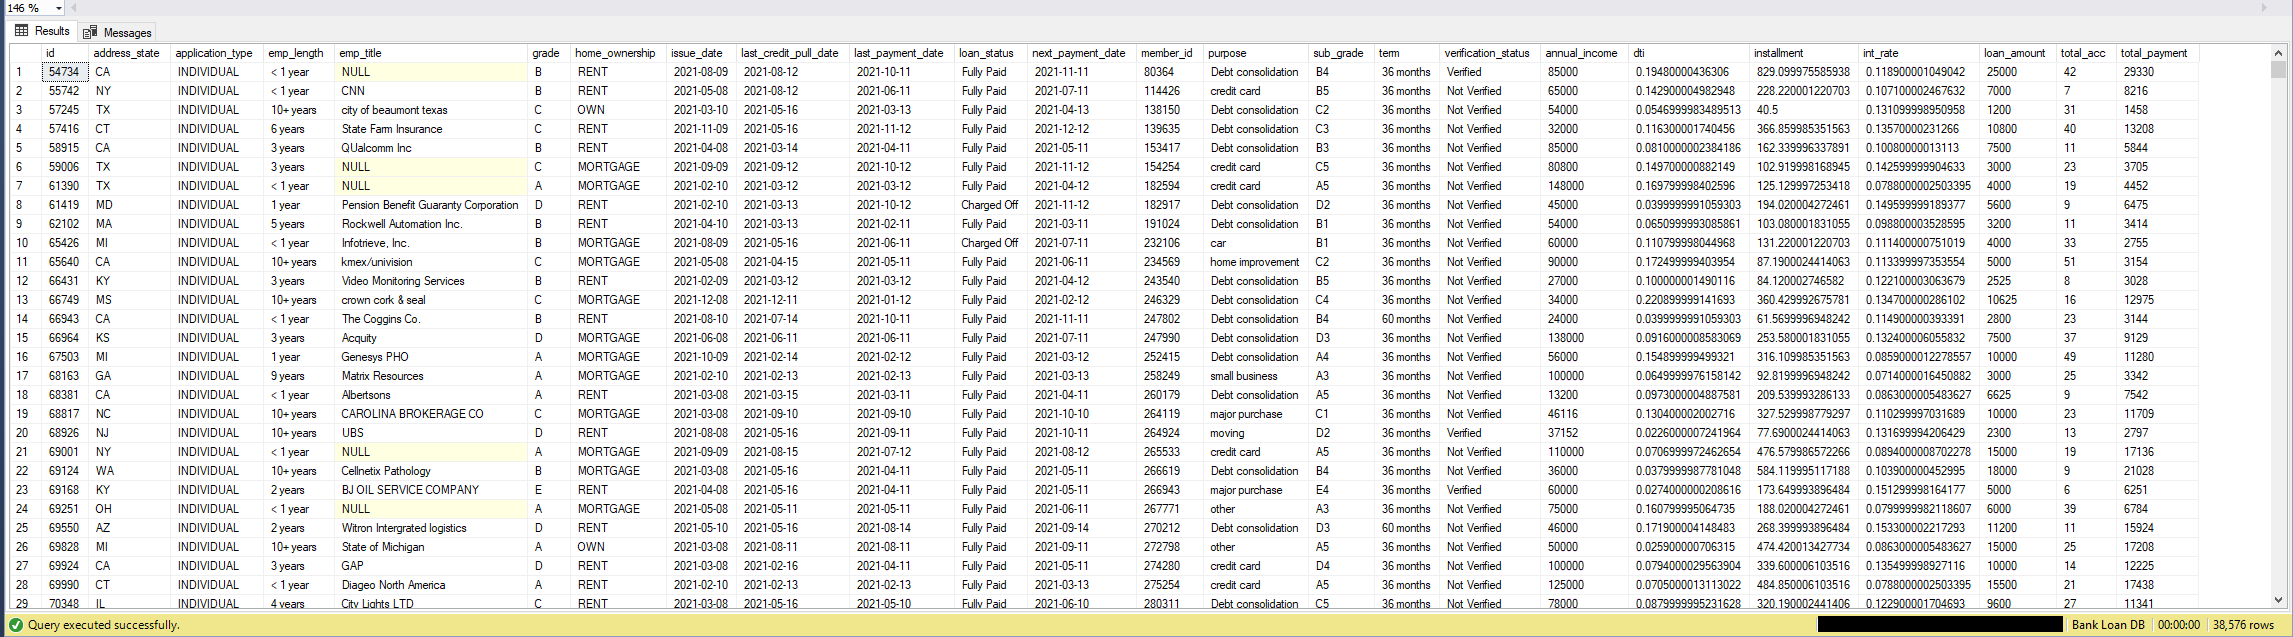 146 %
Results Messages
id address_state application_type emp_length emp_title grade home_ownership issue_date last_credit_pull_date last_payment_date loan_status next_payment_date member_id purpose sub_grade term verification_status annual_income dti installment int_rate loan_amount total_acc total_payment
1 54734 CA INDIVIDUAL < 1 year NULL B RENT 2021-08-09 2021-08-12 2021-10-11 Fully Paid 2021-11-11 80364 Debt consolidation B4 36 months Verified 85000 0.19480000436306 829.099975585938 0.118900001049042 25000 42 29330
2 55742 NY INDIVIDUAL < 1 year CNN B RENT 2021-05-08 2021-08-12 2021-06-11 Fully Paid 2021-07-11 114426 credit card B5 36 months Not Verified 65000 0.142900004982948 228.220001220703 0.107100002467632 7000 7 8216
3 57245 TX INDIVIDUAL 10+ years city of beaumont texas C OWN 2021-03-10 2021-05-16 2021-03-13 Fully Paid 2021-04-13 138150 Debt consolidation C2 36 months Not Verified 54000 0.0546999983489513 40.5 0.131099998950958 1200 31 1458
4 57416 CT INDIVIDUAL 6 years State Farm Insurance C RENT 2021-11-09 2021-05-16 2021-11-12 Fully Paid 2021-12-12 139635 Debt consolidation C3 36 months Not Verified 32000 0.116300001740456 366.859985351563 0.13570000231266 10800 40 13208
5 58915 CA INDIVIDUAL 3 years QUalcomm Inc B RENT 2021-04-08 2021-03-14 2021-04-11 Fully Paid 2021-05-11 153417 Debt consolidation B3 36 months Not Verified 85000 0.0810000002384186 162.339996337891 0.10080000013113 7500 11 5844
6 59006 TX INDIVIDUAL 3 years NULL C MORTGAGE 2021-09-09 2021-09-12 2021-10-12 Fully Paid 2021-11-12 154254 credit card C5 36 months Not Verified 80800 0.149700000882149 102.919998168945 0.142599999904633 3000 23 3705
7 61390 TX INDIVIDUAL < 1 year NULL A MORTGAGE 2021-02-10 2021-03-12 2021-03-12 Fully Paid 2021-04-12 182594 credit card A5 36 months Not Verified 148000 0.169799998402596 125.129997253418 0.0788000002503395 4000 19 4452
8 61419 MD INDIVIDUAL 1 year Pension Benefit Guaranty Corporation D RENT 2021-02-10 2021-03-13 2021-10-12 Charged Off 2021-11-12 182917 Debt consolidation D2 36 months Not Verified 45000 0.0399999991059303 194.020004272461 0.149599999189377 5600 9 6475
9 62102 MA INDIVIDUAL 5 years Rockwell Automation Inc. B RENT 2021-04-10 2021-03-13 2021-02-11 Fully Paid 2021-03-11 191024 Debt consolidation B1 36 months Not Verified 54000 0.0650999993085861 103.080001831055 0.098800003528595 3200 11 3414
10 65426 MI INDIVIDUAL < 1 year Infotrieve, Inc. B MORTGAGE 2021-08-09 2021-05-16 2021-06-11 Charged Off 2021-07-11 232106 car B1 36 months Not Verified 60000 0.110799998044968 131.220001220703 0.111400000751019 4000 33 2755
11 65640 CA INDIVIDUAL 10+ years kmex/univision C MORTGAGE 2021-05-08 2021-04-15 2021-05-11 Fully Paid 2021-06-11 234569 home improvement C2 36 months Not Verified 90000 0.172499999403954 87.1900024414063 0.113399997353554 5000 51 3154
12 66431 KY INDIVIDUAL 3 years Video Monitoring Services B RENT 2021-02-09 2021-03-12 2021-03-12 Fully Paid 2021-04-12 243540 Debt consolidation B5 36 months Not Verified 27000 0.100000001490116 84.120002746582 0.122100003063679 2525 8 3028
13 66749 MS INDIVIDUAL 10+ years crown cork & seal C MORTGAGE 2021-12-08 2021-12-11 2021-01-12 Fully Paid 2021-02-12 246329 Debt consolidation C4 36 months Not Verified 34000 0.220899999141693 360.429992675781 0.134700000286102 10625 16 12975
14 66943 CA INDIVIDUAL < 1 year The Coggins Co. B RENT 2021-08-10 2021-07-14 2021-10-11 Fully Paid 2021-11-11 247802 Debt consolidation B4 60 months Not Verified 24000 0.0399999991059303 61.5699996948242 0.114900000393391 2800 23 3144
15 66964 KS INDIVIDUAL 3 years Acquity D MORTGAGE 2021-06-08 2021-06-11 2021-06-11 Fully Paid 2021-07-11 247990 Debt consolidation D3 36 months Not Verified 138000 0.0916000008583069 253.580001831055 0.132400006055832 7500 37 9129
16 67503 MI INDIVIDUAL 1 year Genesys PHO A MORTGAGE 2021-10-09 2021-02-14 2021-02-12 Fully Paid 2021-03-12 252415 Debt consolidation A4 36 months Not Verified 56000 0.154899999499321 316.109985351563 0.0859000012278557 10000 49 11280
17 68163 GA INDIVIDUAL 9 years Matrix Resources A MORTGAGE 2021-02-10 2021-02-13 2021-02-13 Fully Paid 2021-03-13 258249 small business A3 36 months Not Verified 100000 0.0649999976158142 92.8199996948242 0.0714000016450882 3000 25 3342
18 68381 CA INDIVIDUAL < 1 year Albertsons A RENT 2021-03-08 2021-03-15 2021-03-11 Fully Paid 2021-04-11 260179 Debt consolidation A5 36 months Not Verified 13200 0.0973000004887581 209.539993286133 0.0863000005483627 6625 9 7542
19 68817 NC INDIVIDUAL 10+ years CAROLINA BROKERAGE CO C MORTGAGE 2021-03-08 2021-09-10 2021-09-10 Fully Paid 2021-10-10 264119 major purchase C1 36 months Not Verified 46116 0.130400002002716 327.529998779297 0.110299997031689 10000 23 11709
20 68926 NJ INDIVIDUAL 10+ years UBS D RENT 2021-08-08 2021-05-16 2021-09-11 Fully Paid 2021-10-11 264924 moving D2 36 months Verified 37152 0.0226000007241964 77.6900024414063 0.131699994206429 2300 13 2797
21 69001 NY INDIVIDUAL < 1 year NULL A MORTGAGE 2021-09-09 2021-08-15 2021-07-12 Fully Paid 2021-08-12 265533 credit card A5 36 months Not Verified 110000 0.0706999972462654 476.579986572266 0.0894000008702278 15000 19 17136
22 69124 WA INDIVIDUAL 10+ years Cellnetix Pathology B MORTGAGE 2021-03-08 2021-05-16 2021-04-11 Fully Paid 2021-05-11 266619 Debt consolidation B4 36 months Not Verified 36000 0.0379999987781048 584.119995117188 0.103900000452995 18000 9 21028
23 69168 KY INDIVIDUAL 2 years BJ OIL SERVICE COMPANY E RENT 2021-04-08 2021-05-16 2021-04-11 Fully Paid 2021-05-11 266943 major purchase E4 36 months Verified 60000 0.0274000000208616 173.649993896484 0.151299998164177 5000 6 6251
24 69251 OH INDIVIDUAL < 1 year NULL A MORTGAGE 2021-05-08 2021-05-11 2021-05-11 Fully Paid 2021-06-11 267771 other A3 36 months Not Verified 75000 0.160799995064735 188.020004272461 0.0799999982118607 6000 39 6784
25 69550 AZ INDIVIDUAL 2 years Witron Intergrated logistics D RENT 2021-05-10 2021-05-16 2021-08-14 Fully Paid 2021-09-14 270212 Debt consolidation D3 60 months Not Verified 46000 0.171900004148483 268.399993896484 0.153300002217293 11200 11 15924
26 69828 MI INDIVIDUAL 10+ years State of Michigan A OWN 2021-03-08 2021-08-11 2021-08-11 Fully Paid 2021-09-11 272798 other A5 36 months Not Verified 50000 0.025900000706315 474.420013427734 0.0863000005483627 15000 25 17208
27 69924 CA INDIVIDUAL 3 years GAP D RENT 2021-03-08 2021-02-16 2021-04-11 Fully Paid 2021-05-11 274280 credit card D4 36 months Not Verified 100000 0.0794000029563904 339.600006103516 0.135499998927116 10000 14 12225
28 69990 CT INDIVIDUAL < 1 year Diageo North America A RENT 2021-02-10 2021-02-13 2021-02-13 Fully Paid 2021-03-13 275254 credit card A5 36 months Not Verified 125000 0.0705000013113022 484.850006103516 0.0788000002503395 15500 21 17438
29 70348 IL INDIVIDUAL 4 years City Lights LTD C RENT 2021-03-08 2021-05-16 2021-05-10 Fully Paid 2021-06-10 280311 Debt consolidation C5 36 months Not Verified 78000 0.0879999995231628 320.190002441406 0.122900001704693 9600 27 11341
Query executed successfully. Bank Loan DB 00:00:00 38,576 rows